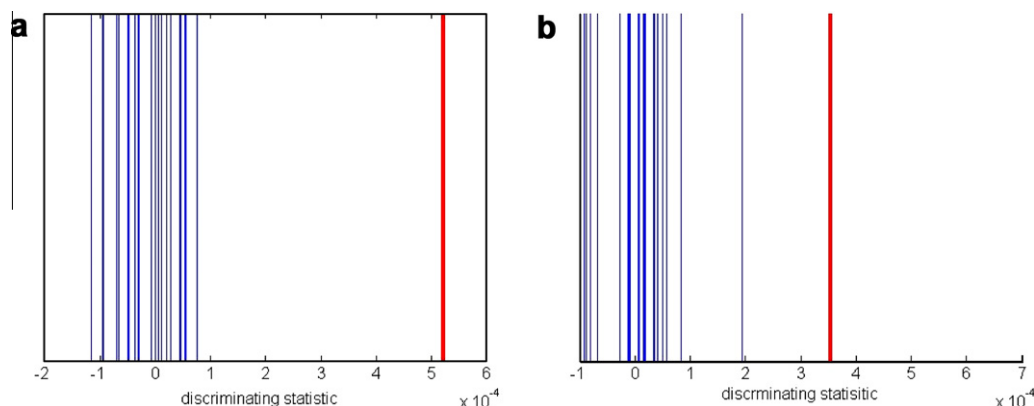 a
-2 -1 0 1 2 3 4 5 6
discriminating statistic x 10^-4
b
-1 0 1 2 3 4 5 6 7
discrminating statisitic x 10^-4